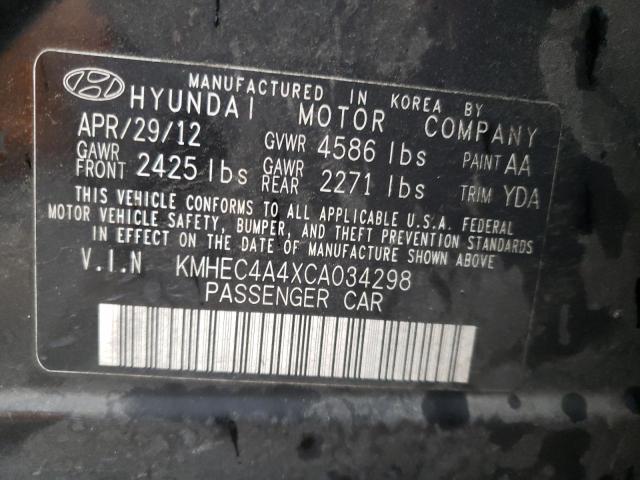 MANUFACTURED IN KOREA BY
HYUNDAI MOTOR COMPANY
APR/29/12 GVWR 4586 lbs PAINT AA
GAWR FRONT 2425 lbs GAWR REAR 2271 lbs TRIM YDA
THIS VEHICLE CONFORMS TO ALL APPLICABLE U.S.A. FEDERAL
MOTOR VEHICLE SAFETY, BUMPER, AND THEFT PREVENTION STANDARDS
IN EFFECT ON THE DATE OF MANUFACTURE SHOWN ABOVE.
V.I.N KMHEC4A4XCA034298
PASSENGER CAR